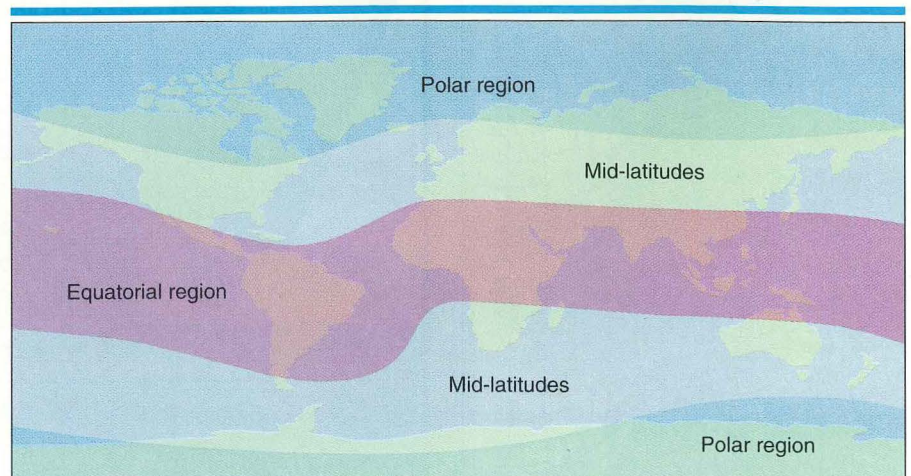 Polar region
Mid-latitudes
Equatorial region
Mid-latitudes
Polar region